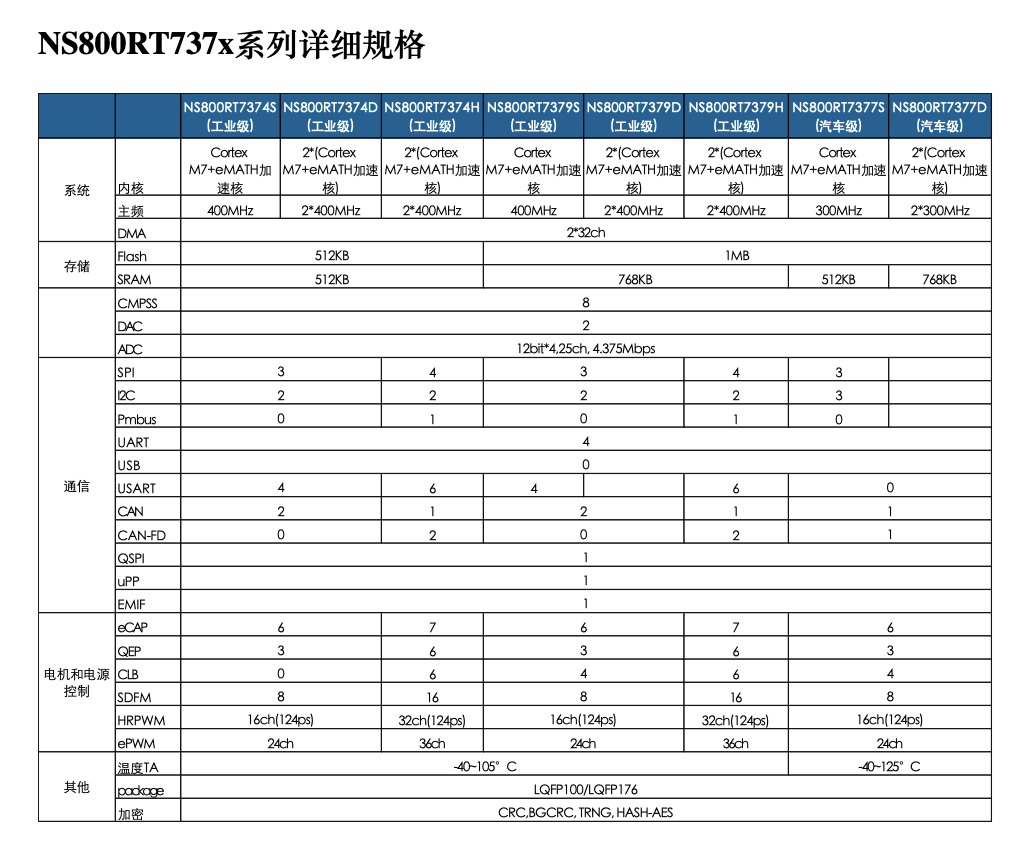 NS800RT737x系列详细规格
NS800RT7374S NS800RT7374D NS800RT7374H NS800RT7379S NS800RT7379D NS800RT7379H NS800RT7377S NS800RT7377D
(工业级) (工业级) (工业级) (工业级) (工业级) (工业级) (汽车级) (汽车级)
Cortex 2*(Cortex 2*(Cortex Cortex 2*(Cortex 2*(Cortex Cortex 2*(Cortex
M7+eMATH加 M7+eMATH加速 M7+eMATH加速 M7+eMATH加速 M7+eMATH加速 M7+eMATH加速 M7+eMATH加速 M7+eMATH加速
系统 内核 速核 核) 核) 核 核) 核) 核 核)
主频 400MHz 2*400MHz 2*400MHz 400MHz 2*400MHz 2*400MHz 300MHz 2*300MHz
DMA 2*32ch
存储 Flash 512KB 1MB
SRAM 512KB 768KB 512KB 768KB
CMPSS 8
DAC 2
ADC 12bit*4,25ch, 4.375Mbps
通信 SPI 3 4 3 4 3
I2C 2 2 2 2 3
Pmbus 0 1 0 1 0
UART 4
USB 0
USART 4 6 4 6 0
CAN 2 1 2 1 1
CAN-FD 0 2 0 2 1
QSPI 1
uPP 1
EMIF 1
电机和电源
控制
eCAP 6 7 6 7 6
QEP 3 6 3 6 3
CLB 0 6 4 6 4
SDFM 8 16 8 16 8
HRPWM 16ch(124ps) 32ch(124ps) 16ch(124ps) 32ch(124ps) 16ch(124ps)
ePWM 24ch 36ch 24ch 36ch 24ch
其他 温度TA -40~105°C -40~125°C
package LQFP100/LQFP176
加密 CRC,BGCRC, TRNG, HASH-AES